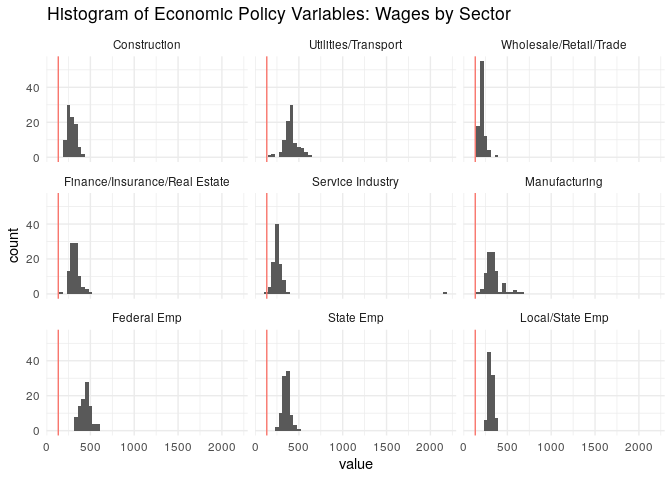 Histogram of Economic Policy Variables: Wages by Sector
Construction
Utilities/Transport
Wholesale/Retail/Trade
40
20
0
Finance/Insurance/Real Estate
Service Industry
Manufacturing
40
20
0
Federal Emp
State Emp
Local/State Emp
40
20
0
0 500 1000 1500 2000
0 500 1000 1500 2000
0 500 1000 1500 2000
count
value